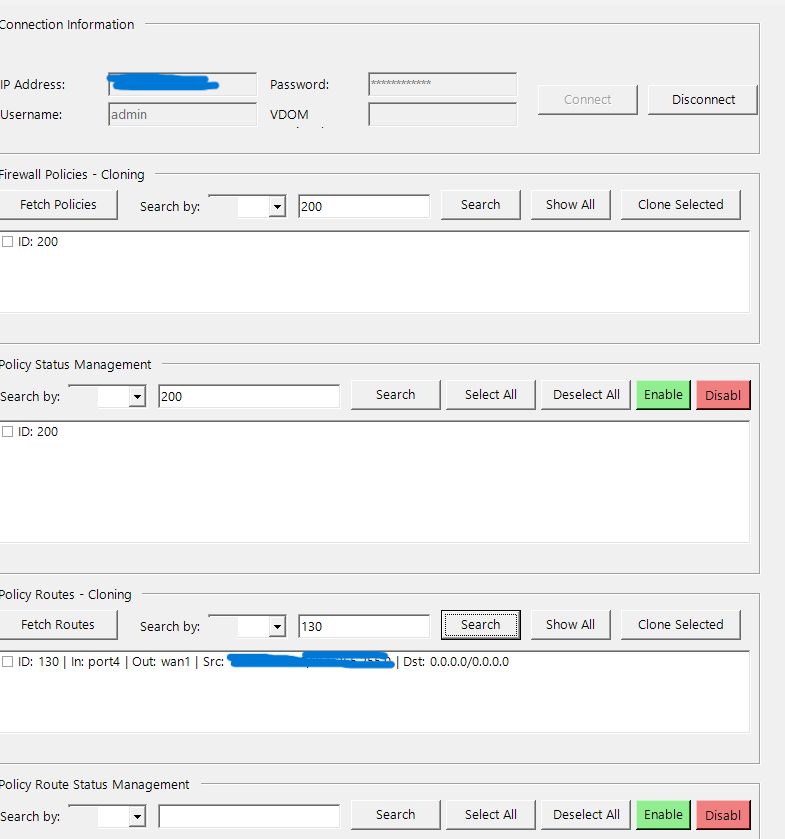 Connection Information
IP Address: Password: ************
Connect Disconnect
Username: admin VDOM
Firewall Policies - Cloning
Fetch Policies Search by: 200 Search Show All Clone Selected
ID: 200
Policy Status Management
Search by: 200 Search Select All Deselect All Enable Disabl
ID: 200
Policy Routes - Cloning
Fetch Routes Search by: 130 Search Show All Clone Selected
ID: 130 | In: port4 | Out: wan1 | Src: | Dst: 0.0.0.0/0.0.0.0
Policy Route Status Management
Search by: Search Select All Deselect All Enable Disabl